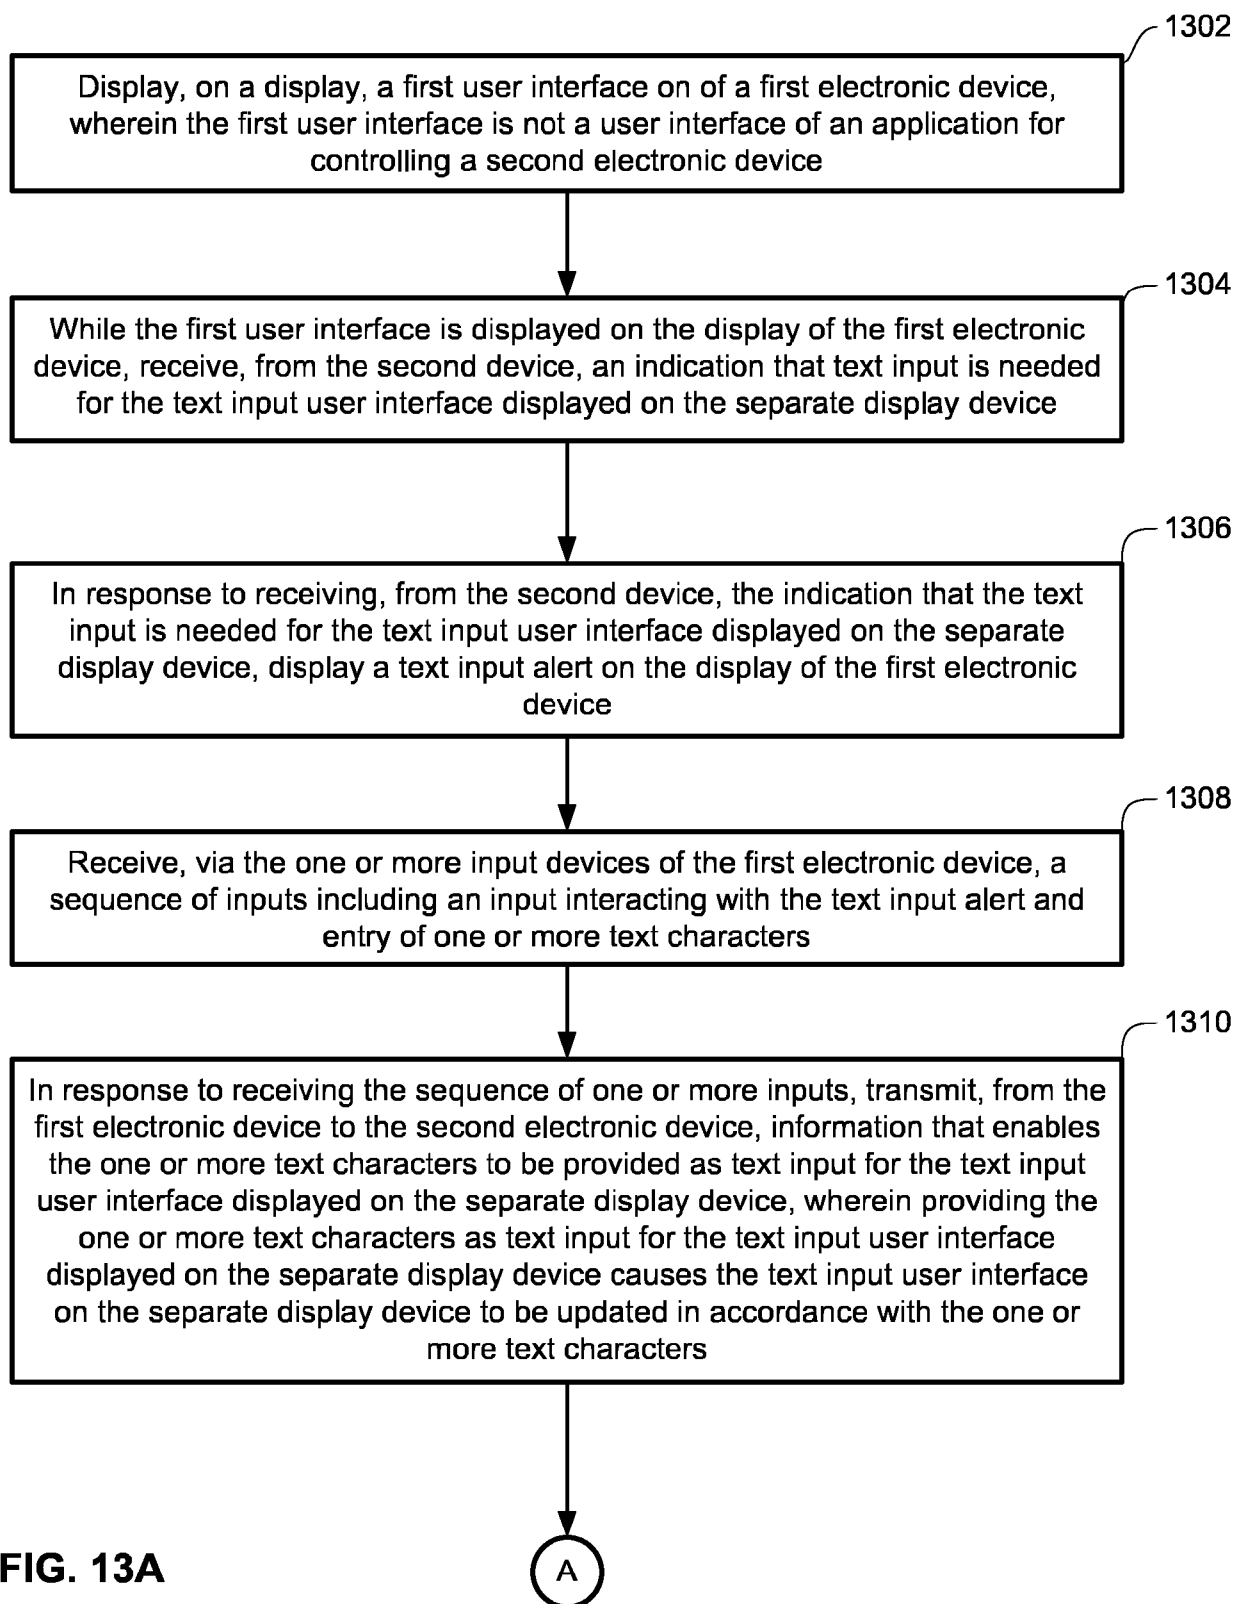 1302
Display, on a display, a first user interface on of a first electronic device,
wherein the first user interface is not a user interface of an application for
controlling a second electronic device
1304
While the first user interface is displayed on the display of the first electronic
device, receive, from the second device, an indication that text input is needed
for the text input user interface displayed on the separate display device
1306
In response to receiving, from the second device, the indication that the text
input is needed for the text input user interface displayed on the separate
display device, display a text input alert on the display of the first electronic
device
1308
Receive, via the one or more input devices of the first electronic device, a
sequence of inputs including an input interacting with the text input alert and
entry of one or more text characters
1310
In response to receiving the sequence of one or more inputs, transmit, from the
first electronic device to the second electronic device, information that enables
the one or more text characters to be provided as text input for the text input
user interface displayed on the separate display device, wherein providing the
one or more text characters as text input for the text input user interface
displayed on the separate display device causes the text input user interface
on the separate display device to be updated in accordance with the one or
more text characters
FIG. 13A
A